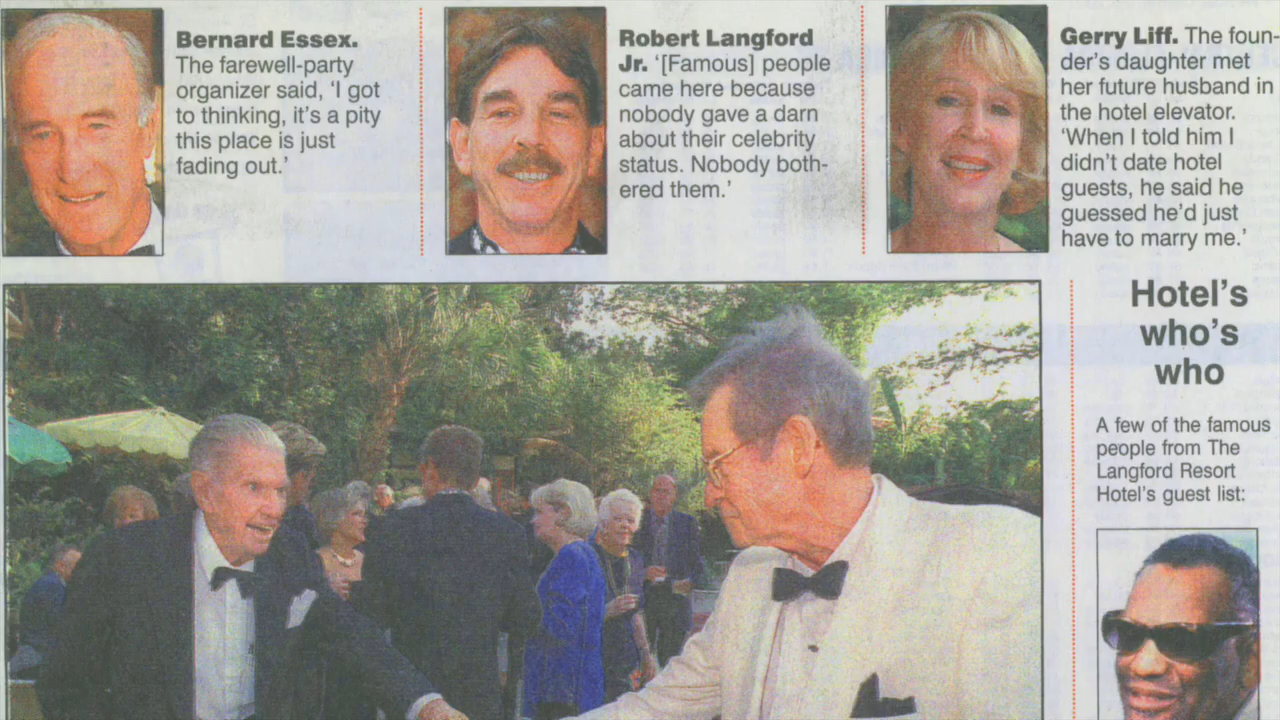 Bernard Essex.
The farewell-party
organizer said, ‘I got
to thinking, it’s a pity
this place is just
fading out.’
Robert Langford
Jr. ‘[Famous] people
came here because
nobody gave a darn
about their celebrity
status. Nobody both-
ered them.’
Gerry Liff. The foun-
der’s daughter met
her future husband in
the hotel elevator.
‘When I told him I
didn’t date hotel
guests, he said he
guessed he’d just
have to marry me.’
Hotel’s
who’s
who
A few of the famous
people from The
Langford Resort
Hotel’s guest list: